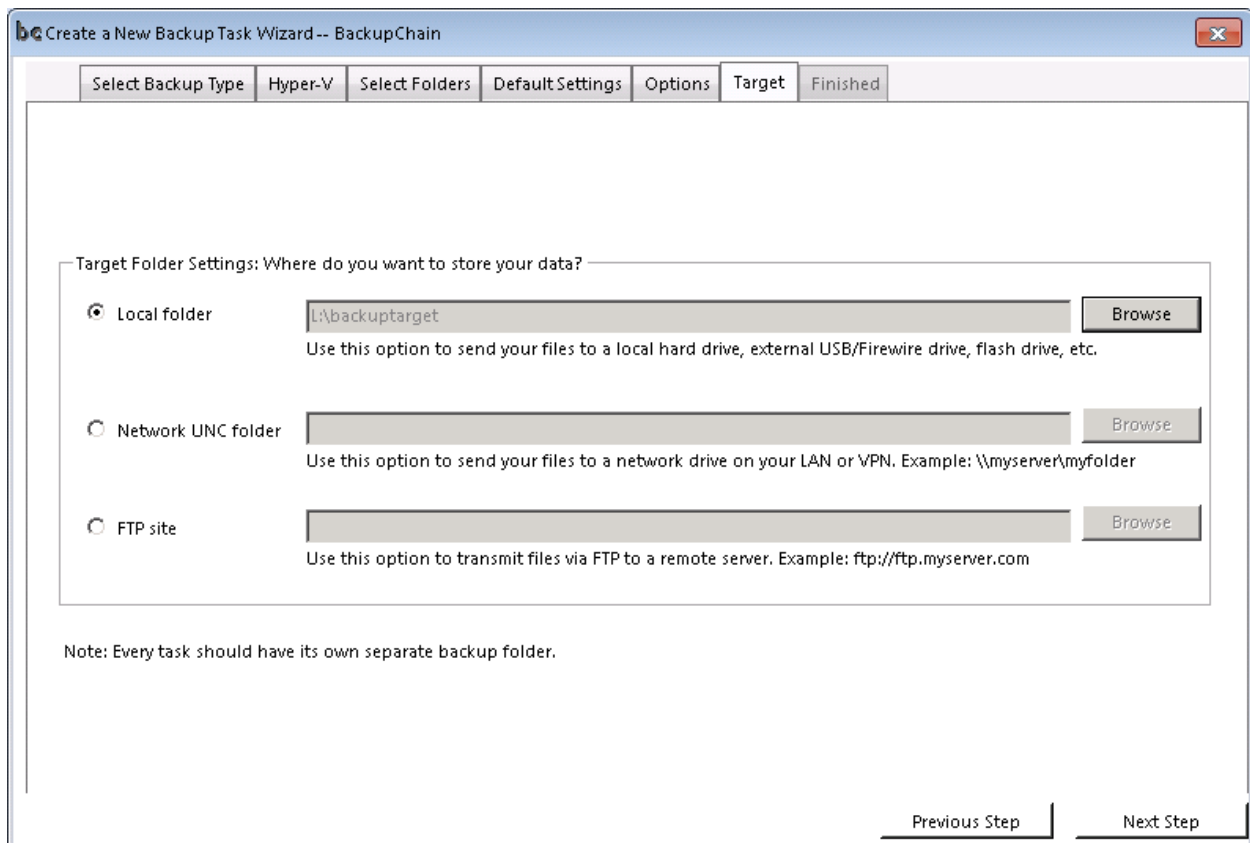 bc Create a New Backup Task Wizard -- BackupChain
Select Backup Type Hyper-V Select Folders Default Settings Options Target Finished
Target Folder Settings: Where do you want to store your data?
Local folder L:\backuptarget Browse
Use this option to send your files to a local hard drive, external USB/Firewire drive, flash drive, etc.
Network UNC folder Browse
Use this option to send your files to a network drive on your LAN or VPN. Example: \\myserver\myfolder
FTP site Browse
Use this option to transmit files via FTP to a remote server. Example: ftp://ftp.myserver.com
Note: Every task should have its own separate backup folder.
Previous Step Next Step